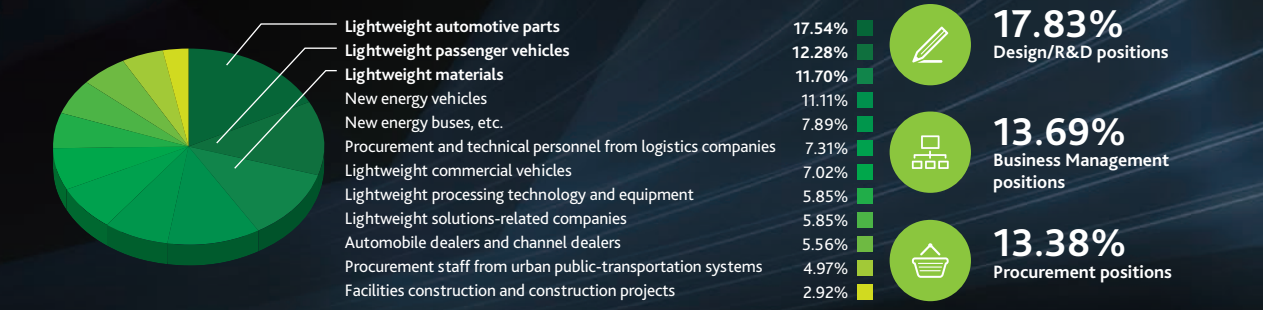 Lightweight automotive parts 17.54%
Lightweight passenger vehicles 12.28%
Lightweight materials 11.70%
New energy vehicles 11.11%
New energy buses, etc. 7.89%
Procurement and technical personnel from logistics companies 7.31%
Lightweight commercial vehicles 7.02%
Lightweight processing technology and equipment 5.85%
Lightweight solutions-related companies 5.85%
Automobile dealers and channel dealers 5.56%
Procurement staff from urban public-transportation systems 4.97%
Facilities construction and construction projects 2.92%
17.83%
Design/R&D positions
13.69%
Business Management
positions
13.38%
Procurement positions